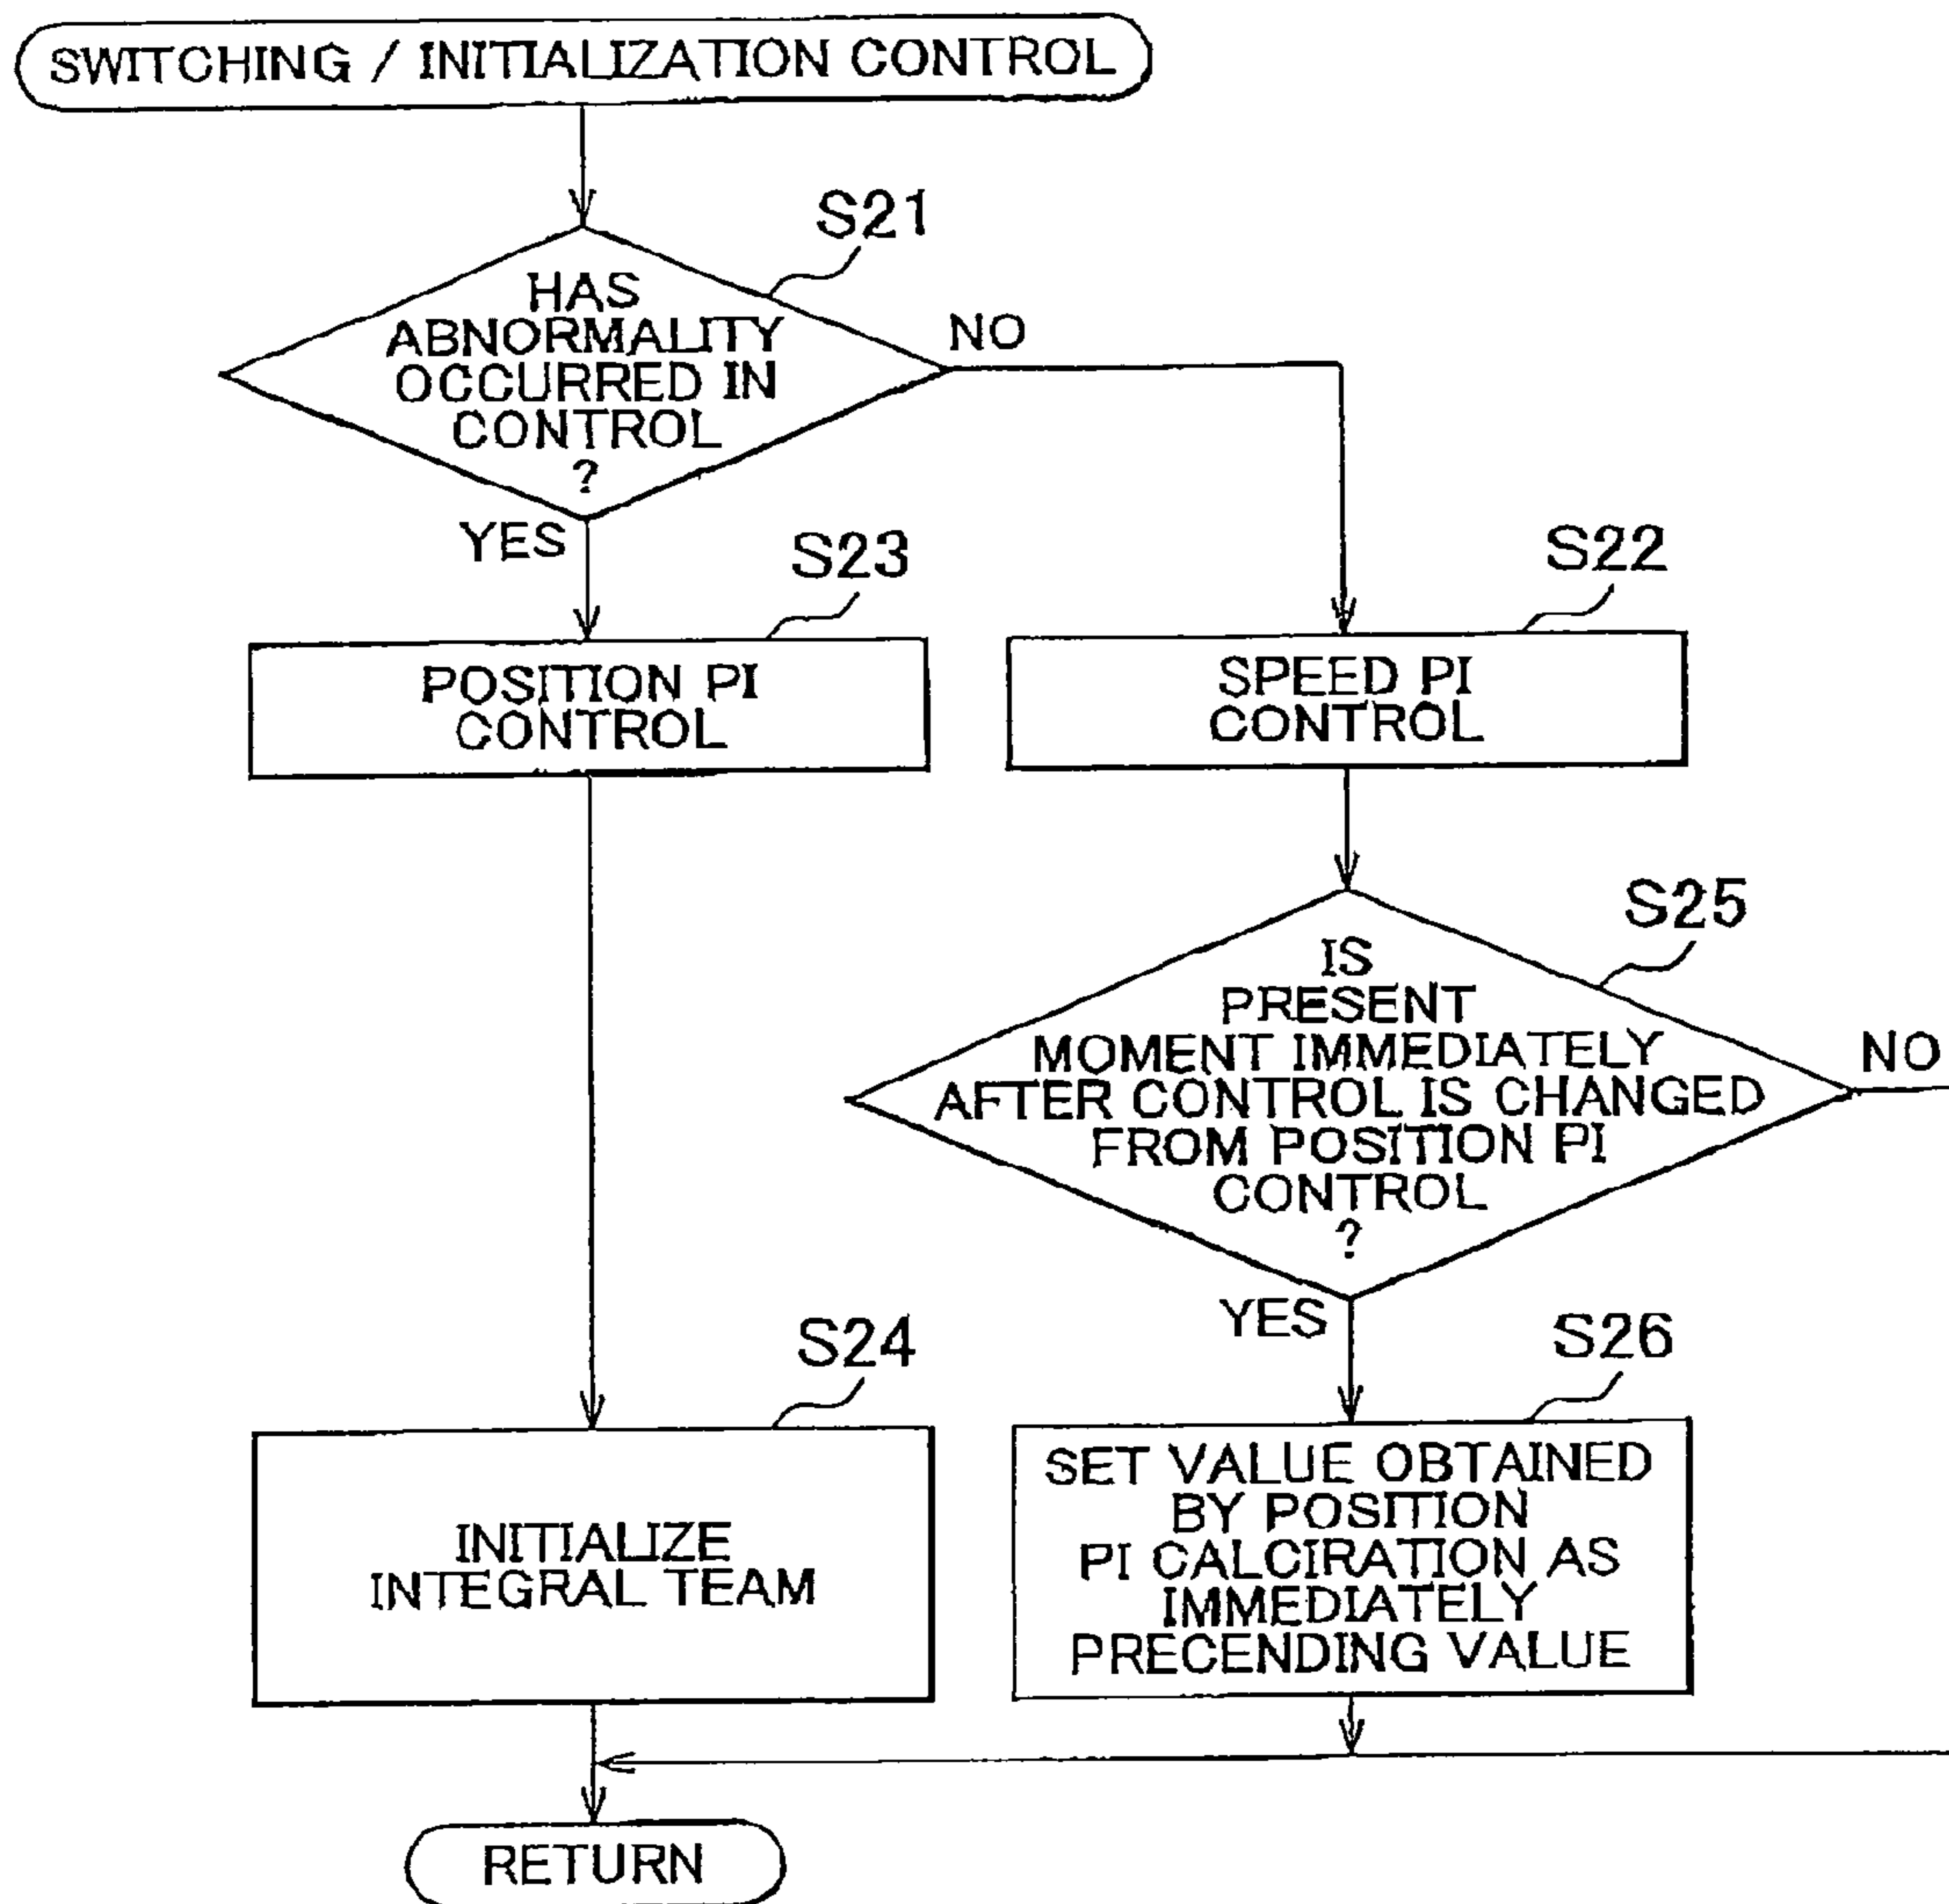 SWITCHING / INITIALIZATION CONTROL
S21
HAS
ABNORMALITY
OCCURRED IN
CONTROL
?
NO
YES
S23
S22
POSITION PI
CONTROL
SPEED PI
CONTROL
S25
IS
PRESENT
MOMENT IMMEDIATELY
AFTER CONTROL IS CHANGED
FROM POSITION PI
CONTROL
?
NO
YES
S24
S26
INITIALIZE
INTEGRAL TEAM
SET VALUE OBTAINED
BY POSITION
PI CALCIRATION AS
IMMEDIATELY
PRECENDING VALUE
RETURN